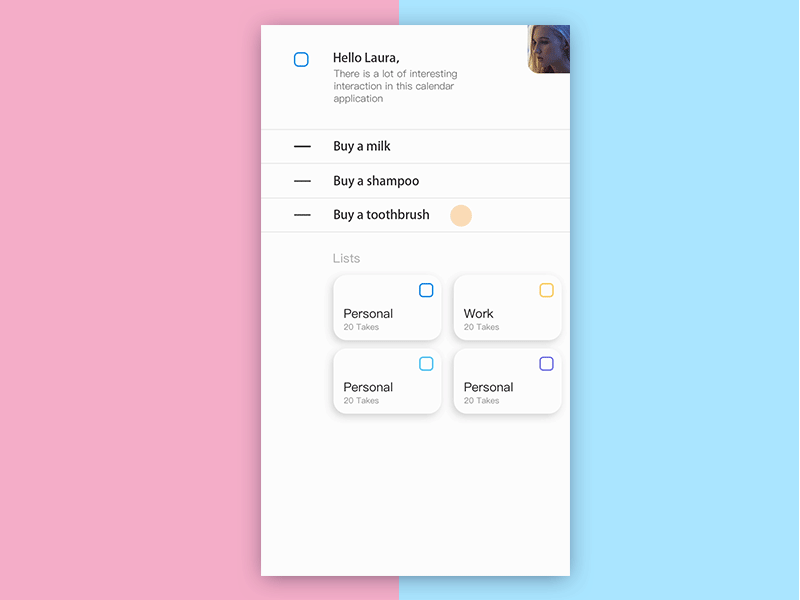 Hello Laura,
There is a lot of interesting
interaction in this calendar
application
Buy a milk
Buy a shampoo
Buy a toothbrush
Lists
Personal
20 Takes
Work
20 Takes
Personal
20 Takes
Personal
20 Takes